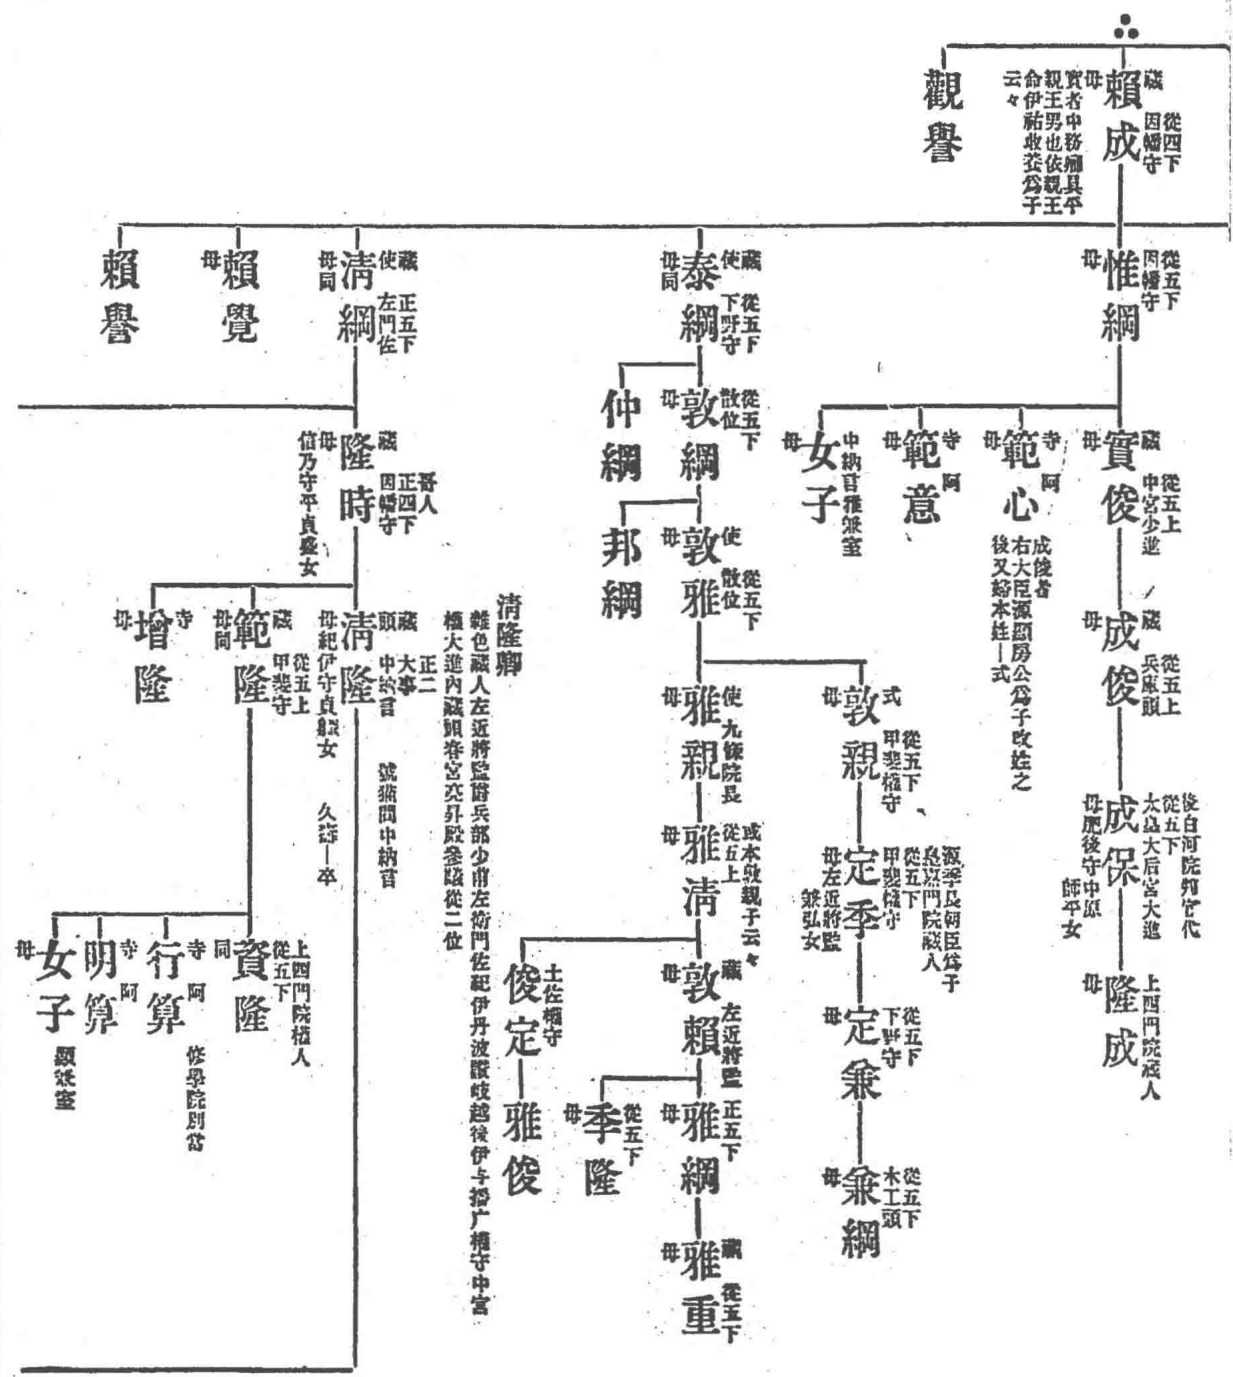 賴成
藏
從四下
因幡守
母
實者中務卿具平
親王男也依親王
命伊祐收養爲子
云々
觀譽
惟綱
從五下
因幡守
母
泰綱
藏
使
從五下
下野守
母同
清綱
藏
使
正五下
左門佐
母同
賴覺
母
賴譽
實俊
藏
從五上
中宮少進
母
範心
寺
阿
母
範意
寺
阿
母
女子
中納言雅兼室
母
成俊
藏
從五上
兵庫頭
母
成俊者
右大臣源顯房公爲子改姓之
後又歸本姓―式
成保
後白河院判官代
從五下
太皇大后宮大進
母肥後守中原
師平女
隆成
上西門院藏人
母
敦綱
從五下
散位
母
仲綱
敦雅
使
從五下
散位
母
邦綱
敦親
式
從五下
甲斐權守
母
定季
源季長朝臣爲子
皇嘉門院藏人
從五下
甲斐權守
母左近將監
兼弘女
定兼
從五下
下野守
母
兼綱
從五下
木工頭
母
雅親
使
九條院長
母
雅清
或本敦親子云々
從五上
母
敦賴
藏
左近將監
母
俊定
土佐權守
雅俊
雅綱
正五下
母
季隆
從五下
母
雅重
藏
從五下
母
隆時
藏
哥人
正四下
因幡守
母
信乃守平貞盛女
清隆
藏
頭
正二
大事
中納言
號猫間中納言
母紀伊守貞職女
久壽―卒
清隆卿
雜色藏人左近將監爵兵部少甫左衛門佐紀伊丹波讃岐越後伊与播广權守中宮
權大進內藏頭春宮亮昇殿參議從二位
範隆
藏
從五上
甲斐守
母同
增隆
寺
母
資隆
上西門院植人
從五下
同
行算
寺
阿
修學院別當
明算
寺
阿
女子
顯兼室
母